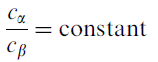 c_α / c_β = constant